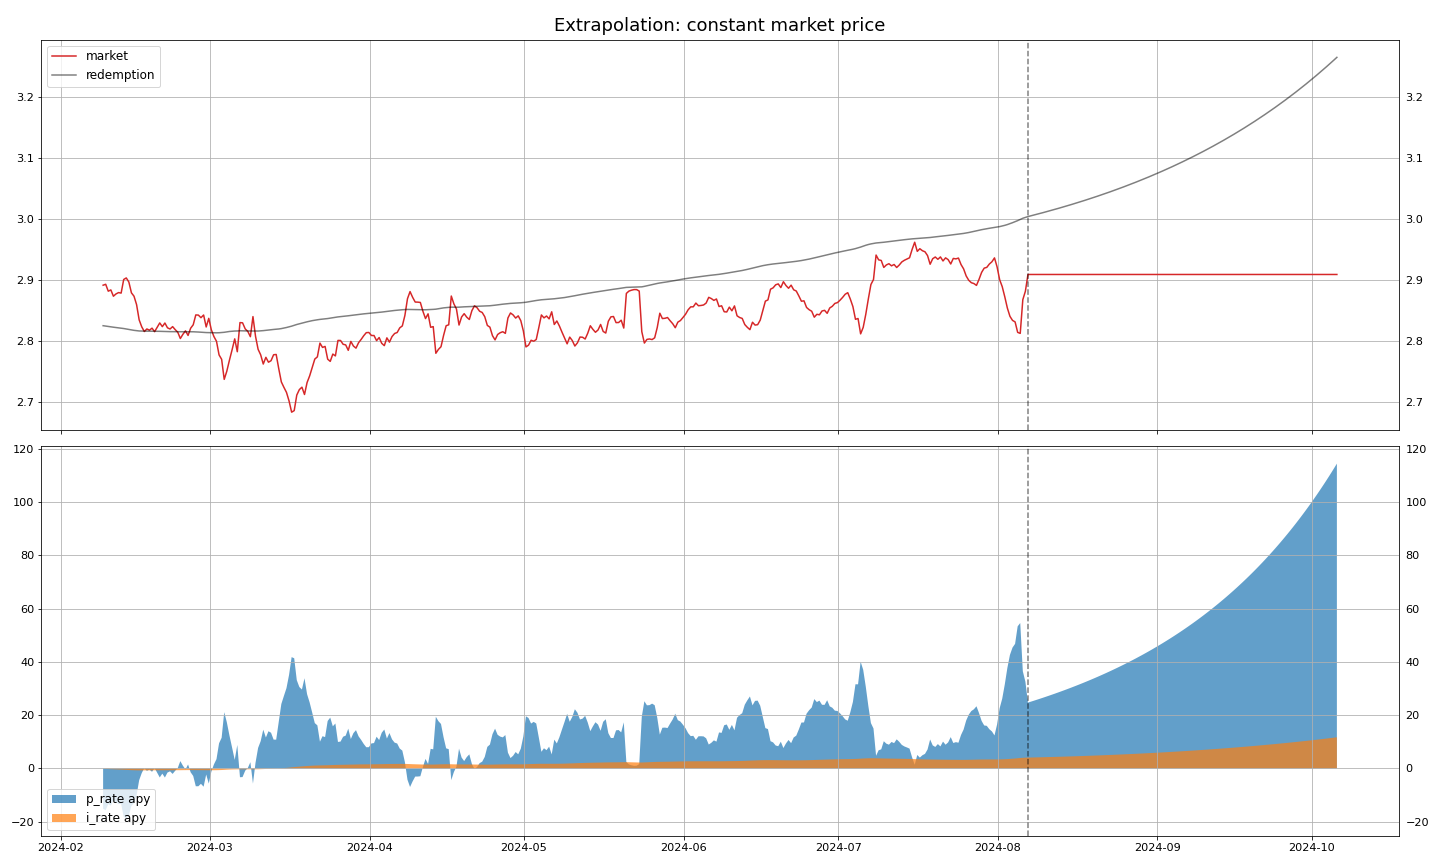 Extrapolation: constant market price
market
redemption
3.2 3.2
3.1 3.1
3.0 3.0
2.9 2.9
2.8 2.8
2.7 2.7
120 120
100 100
80 80
60 60
40 40
20 20
0 0
p_rate apy
i_rate apy
−20 −20
2024-02 2024-03 2024-04 2024-05 2024-06 2024-07 2024-08 2024-09 2024-10